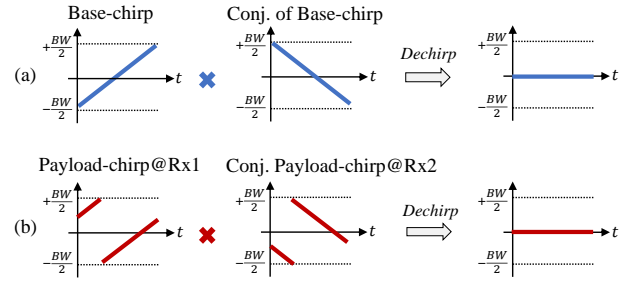 Base-chirp
Conj. of Base-chirp
(a)
+BW/2
−BW/2
t
×
+BW/2
−BW/2
t
Dechirp
+BW/2
−BW/2
t
Payload-chirp@Rx1
Conj. Payload-chirp@Rx2
(b)
+BW/2
−BW/2
t
×
+BW/2
−BW/2
t
Dechirp
+BW/2
−BW/2
t